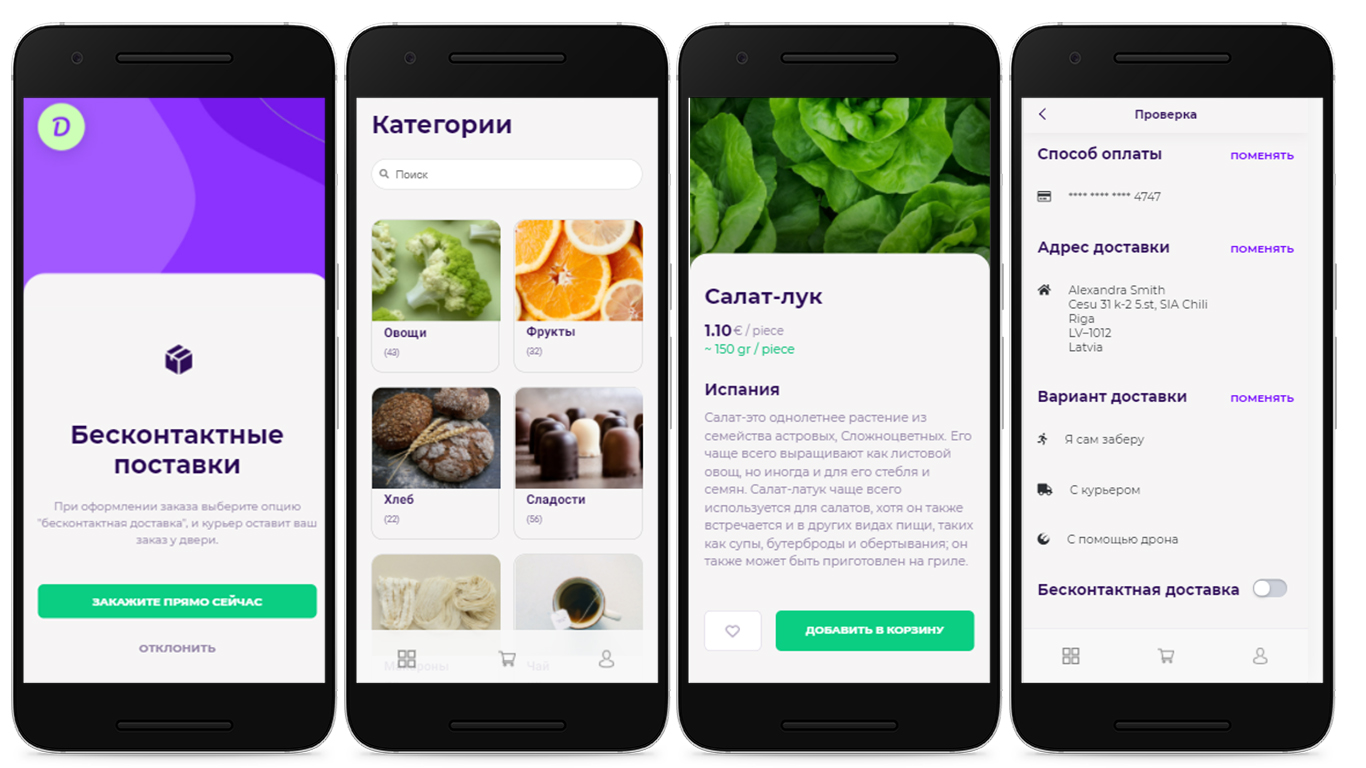 D
Бесконтактные
поставки
При оформлении заказа выберите опцию
"бесконтактная доставка", и курьер оставит ваш
заказ у двери.
ЗАКАЖИТЕ ПРЯМО СЕЙЧАС
ОТКЛОНИТЬ
Категории
Поиск
Овощи
(43)
Фрукты
(32)
Хлеб
(22)
Сладости
(56)
Макароны
Чай
Салат-лук
1.10 € / piece
~ 150 gr / piece
Испания
Салат-это однолетнее растение из
семейства астровых, Сложноцветных. Его
чаще всего выращивают как листовой
овощ, но иногда и для его стебля и
семян. Салат-латук чаще всего
используется для салатов, хотя он также
встречается и в других видах пищи, таких
как супы, бутерброды и обертывания; он
также может быть приготовлен на гриле.
ДОБАВИТЬ В КОРЗИНУ
Проверка
Способ оплаты ПОМЕНЯТЬ
**** **** **** 4747
Адрес доставки ПОМЕНЯТЬ
Alexandra Smith
Cesu 31 k-2 5.st, SIA Chili
Riga
LV–1012
Latvia
Вариант доставки ПОМЕНЯТЬ
Я сам заберу
С курьером
С помощью дрона
Бесконтактная доставка